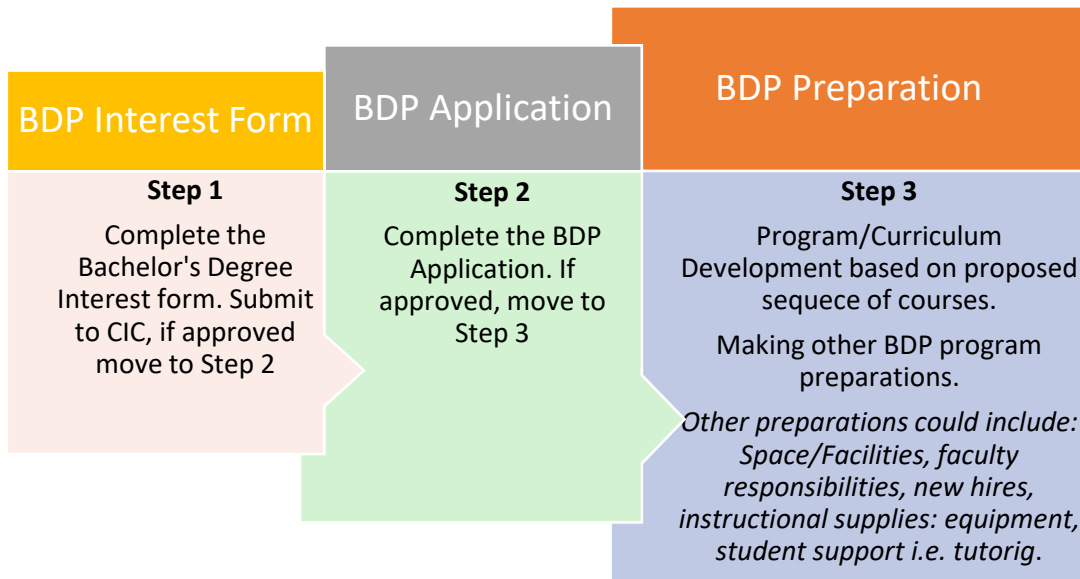 BDP Interest Form
Step 1
Complete the
Bachelor's Degree
Interest form. Submit
to CIC, if approved
move to Step 2
BDP Application
Step 2
Complete the BDP
Application. If
approved, move to
Step 3
BDP Preparation
Step 3
Program/Curriculum
Development based on proposed
sequece of courses.
Making other BDP program
preparations.
Other preparations could include:
Space/Facilities, faculty
responsibilities, new hires,
instructional supplies: equipment,
student support i.e. tutorig.